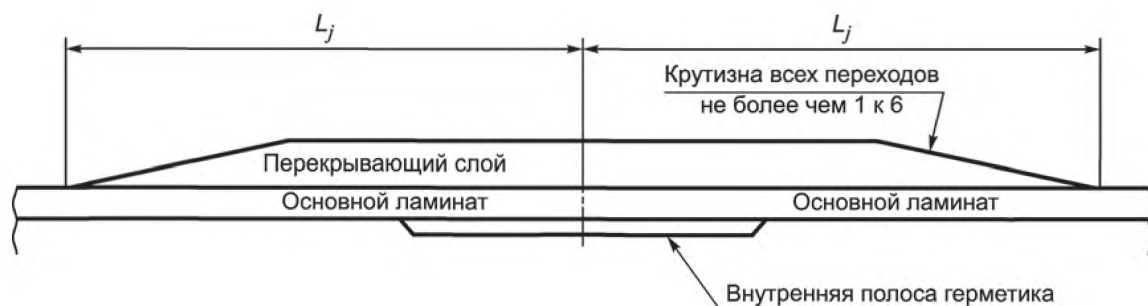 L_j L_j
Крутизна всех переходов
не более чем 1 к 6
Перекрывающий слой
Основной ламинат Основной ламинат
Внутренняя полоса герметика